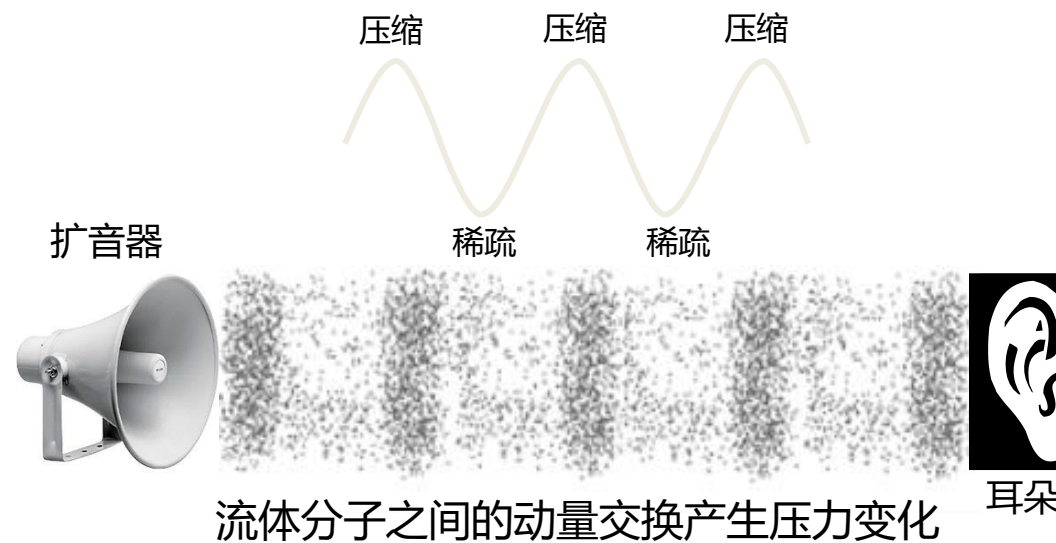 压缩 压缩 压缩
稀疏 稀疏
扩音器
流体分子之间的动量交换产生压力变化
耳朵